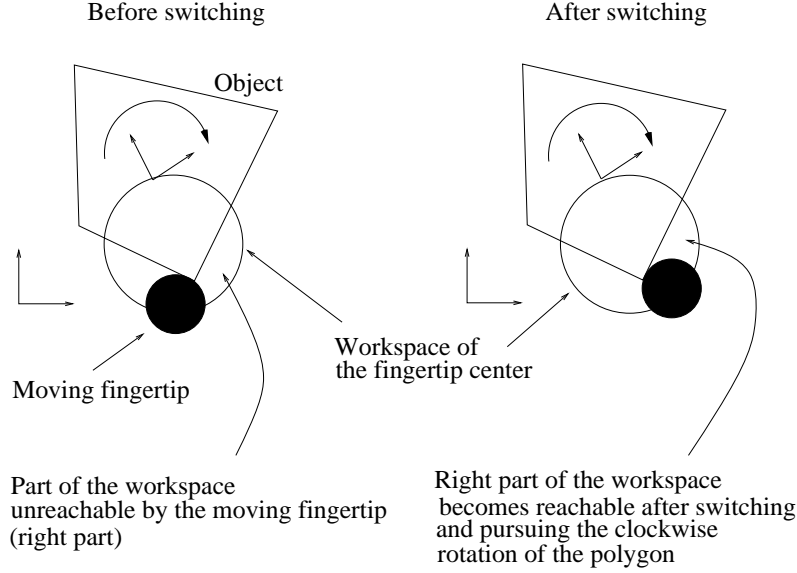 Before switching
After switching
Object
Workspace of
the fingertip center
Moving fingertip
Part of the workspace
unreachable by the moving fingertip
(right part)
Right part of the workspace
becomes reachable after switching
and pursuing the clockwise
rotation of the polygon